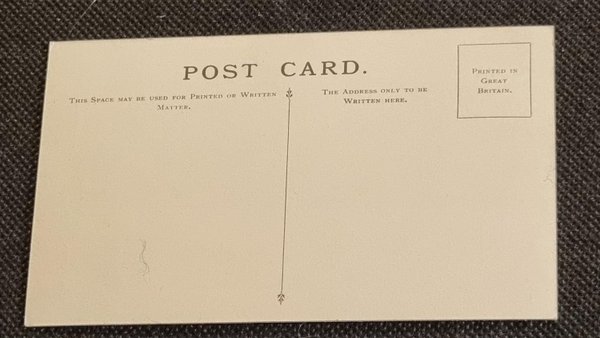 POST CARD.
THIS SPACE MAY BE USED FOR PRINTED OR WRITTEN
MATTER.
THE ADDRESS ONLY TO BE
WRITTEN HERE.
PRINTED IN
GREAT
BRITAIN.